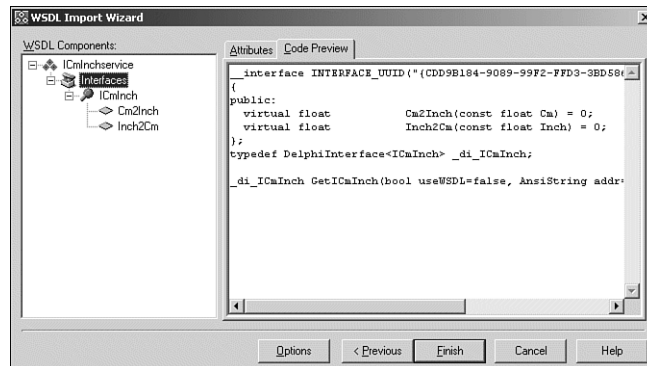 WSDL Import Wizard
WSDL Components:
ICmInchservice
Interfaces
ICmInch
Cm2Inch
Inch2Cm
Attributes Code Preview
__interface INTERFACE_UUID("{CDD9B184-9089-99F2-FFD3-3BD586
{
public:
virtual float Cm2Inch(const float Cm) = 0;
virtual float Inch2Cm(const float Inch) = 0;
};
typedef DelphiInterface<ICmInch> _di_ICmInch;
_di_ICmInch GetICmInch(bool useWSDL=false, AnsiString addr=
Options < Previous Finish Cancel Help